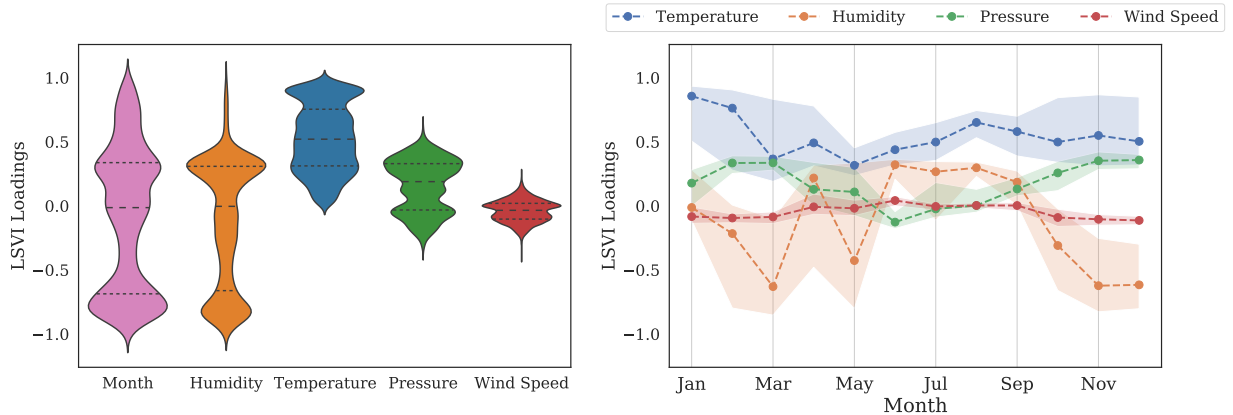 Temperature Humidity Pressure Wind Speed
LSVI Loadings
1.0
0.5
0.0
−0.5
−1.0
Month Humidity Temperature Pressure Wind Speed
LSVI Loadings
1.0
0.5
0.0
−0.5
−1.0
Jan Mar May Jul Sep Nov
Month